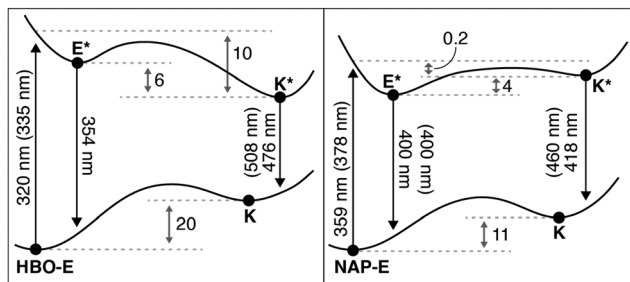 10
E*
6
K*
320 nm (335 nm)
354 nm
(508 nm)
476 nm
K
20
HBO-E
0.2
E*
4
K*
359 nm (378 nm)
(400 nm)
400 nm
(460 nm)
418 nm
11
K
NAP-E